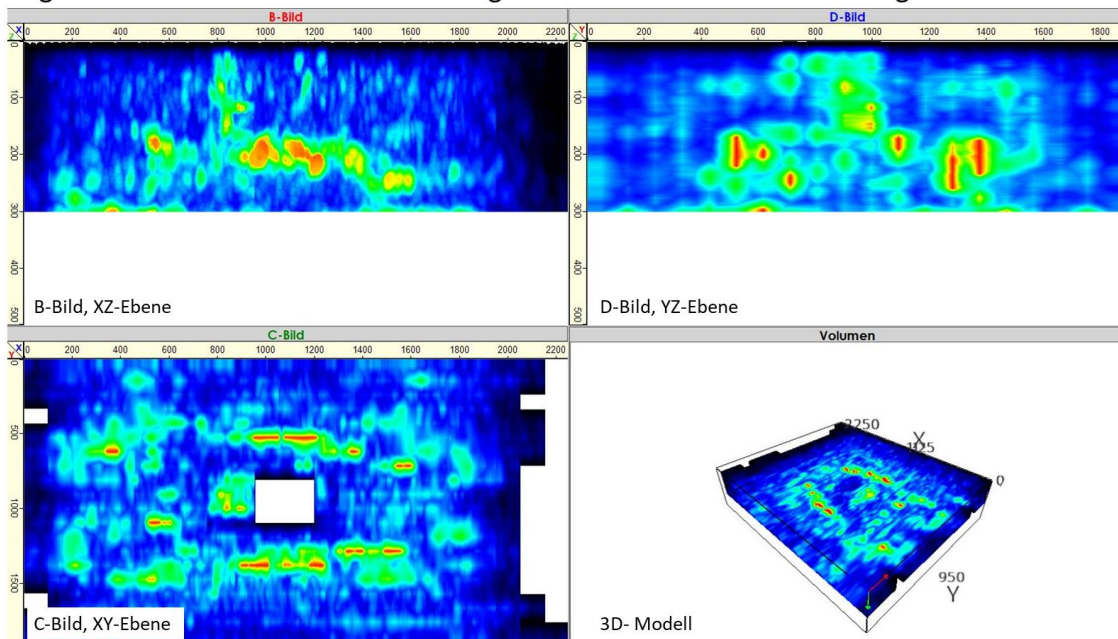 B-Bild
X
Z
0 200 400 600 800 1000 1200 1400 1600 1800 2000 2200
0
100
200
300
400
500
B-Bild, XZ-Ebene
D-Bild
Y
Z
200 400 600 800 1000 1200 1400 1600 1800
0
100
200
300
400
500
D-Bild, YZ-Ebene
C-Bild
X
Y
0 200 400 600 800 1000 1200 1400 1600 1800 2000 2200
0
500
1000
1500
C-Bild, XY-Ebene
Volumen
2250
X
1125
0
950
Y
3D- Modell